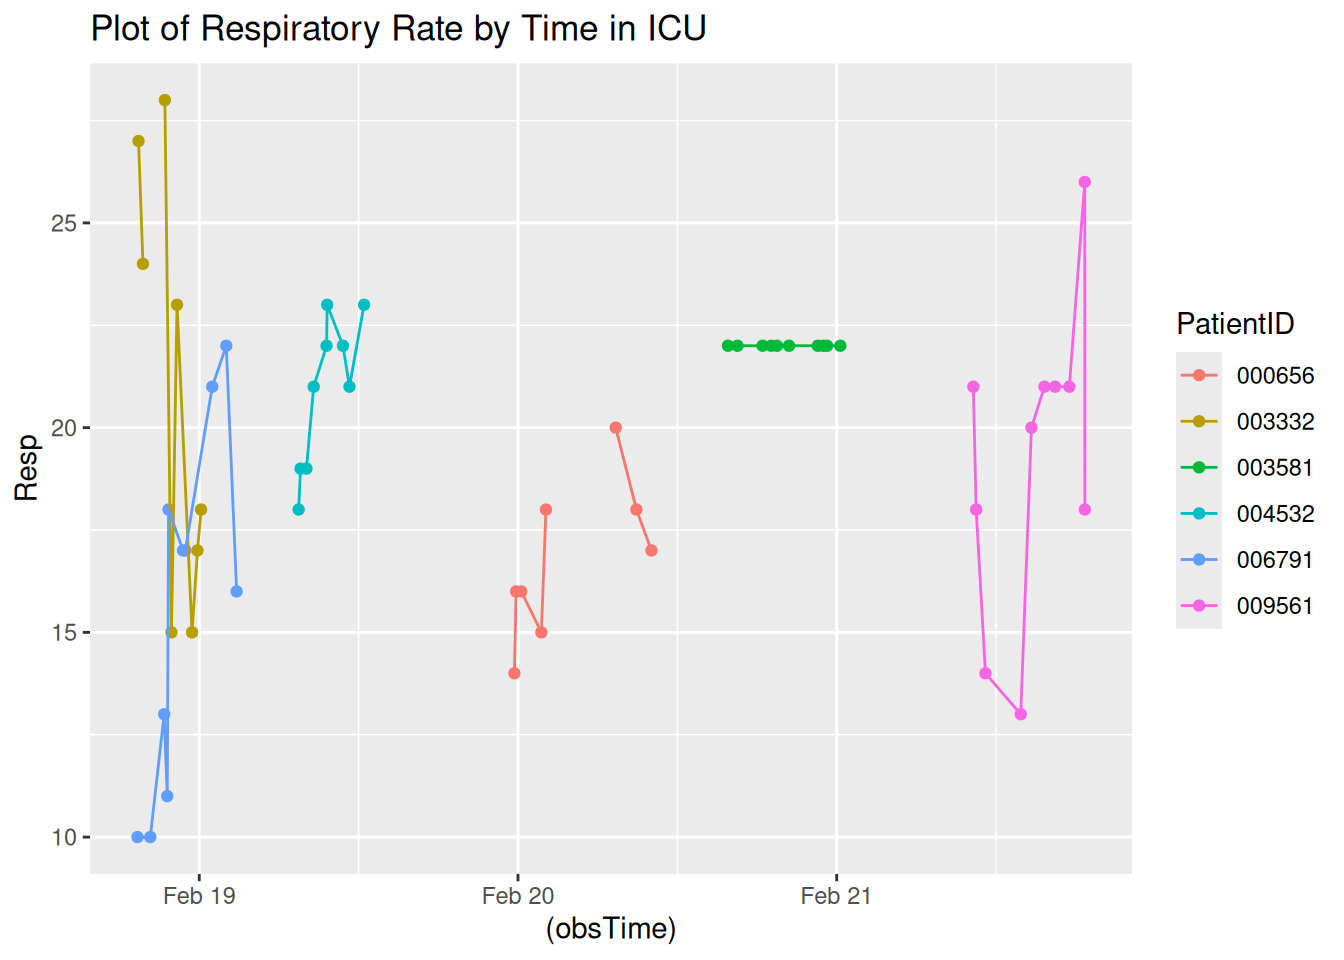 Plot of Respiratory Rate by Time in ICU
Resp
25
20
15
10
Feb 19
Feb 20
Feb 21
(obsTime)
PatientID
000656
003332
003581
004532
006791
009561